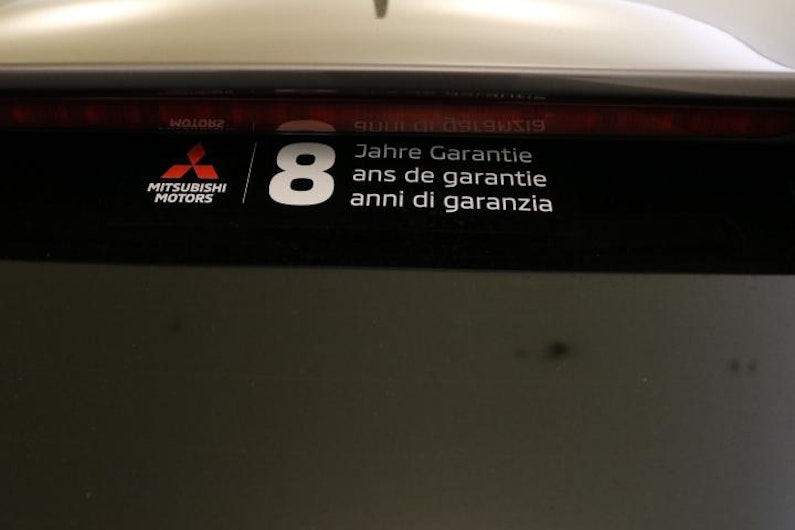 MITSUBISHI
MOTORS
8
Jahre Garantie
ans de garantie
anni di garanzia